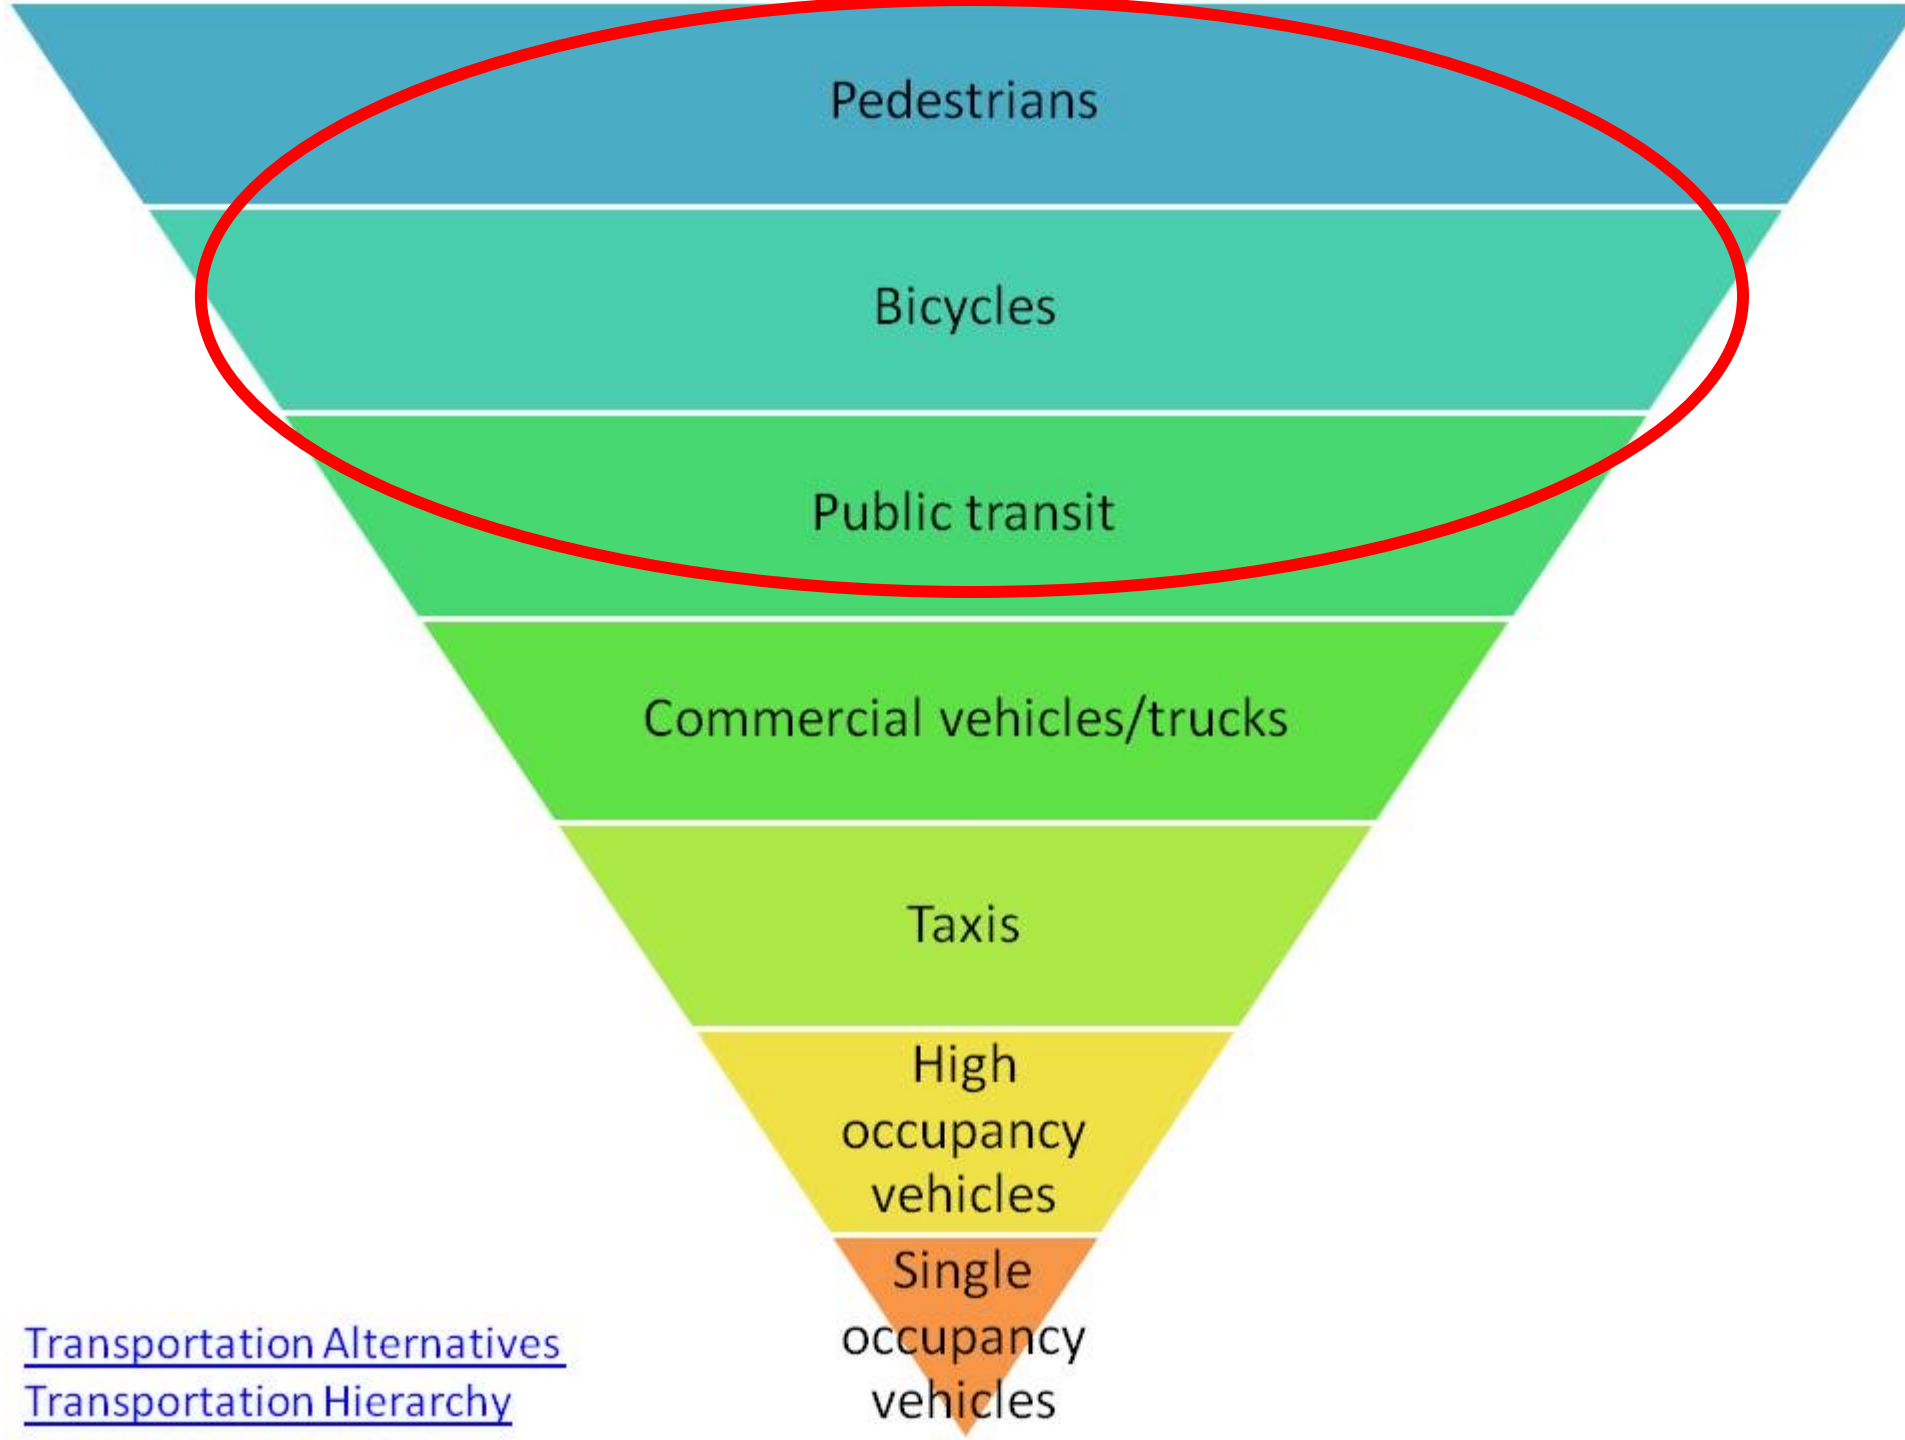 Pedestrians
Bicycles
Public transit
Commercial vehicles/trucks
Taxis
High
occupancy
vehicles
Single
occupancy
vehicles
Transportation Alternatives
Transportation Hierarchy